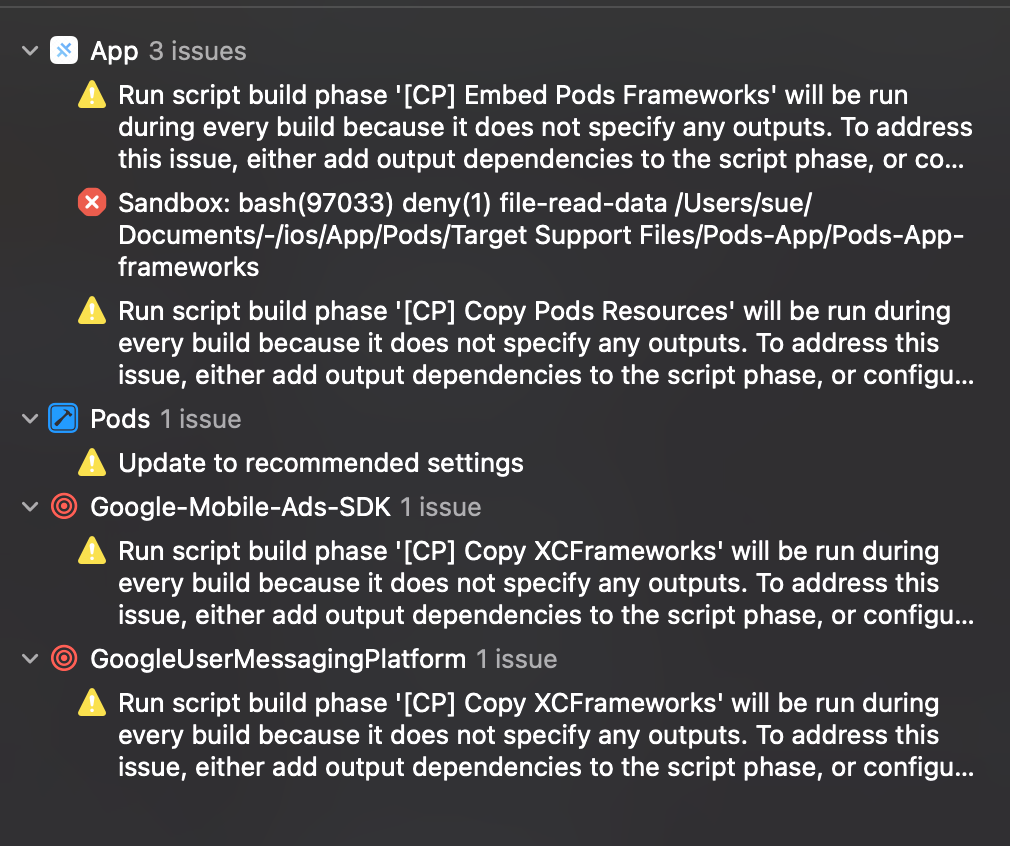 App 3 issues
Run script build phase '[CP] Embed Pods Frameworks' will be run
during every build because it does not specify any outputs. To address
this issue, either add output dependencies to the script phase, or co...
Sandbox: bash(97033) deny(1) file-read-data /Users/sue/
Documents/-/ios/App/Pods/Target Support Files/Pods-App/Pods-App-
frameworks
Run script build phase '[CP] Copy Pods Resources' will be run during
every build because it does not specify any outputs. To address this
issue, either add output dependencies to the script phase, or configu...
Pods 1 issue
Update to recommended settings
Google-Mobile-Ads-SDK 1 issue
Run script build phase '[CP] Copy XCFrameworks' will be run during
every build because it does not specify any outputs. To address this
issue, either add output dependencies to the script phase, or configu...
GoogleUserMessagingPlatform 1 issue
Run script build phase '[CP] Copy XCFrameworks' will be run during
every build because it does not specify any outputs. To address this
issue, either add output dependencies to the script phase, or configu...